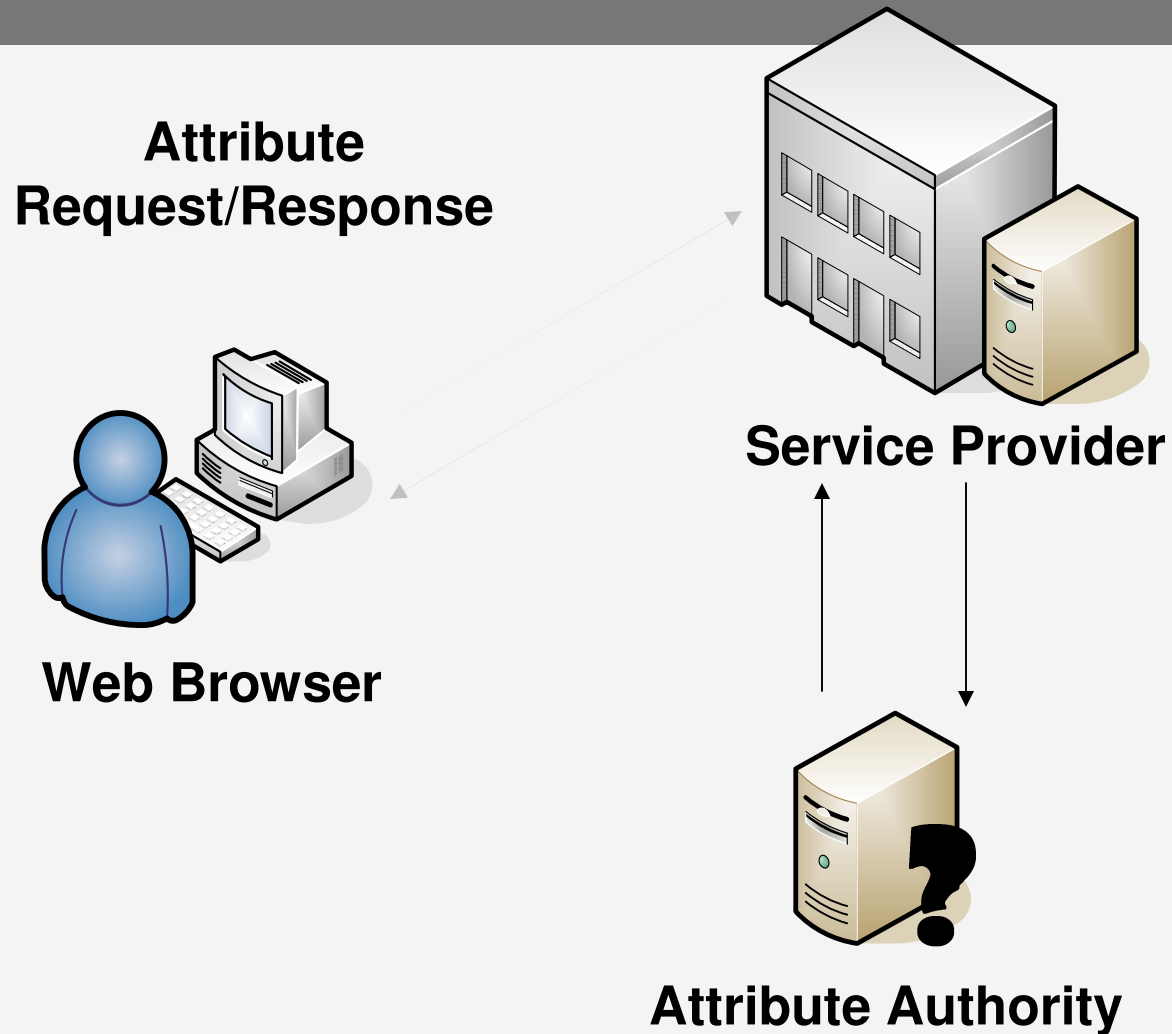 Attribute
Request/Response
Service Provider
Web Browser
?
Attribute Authority